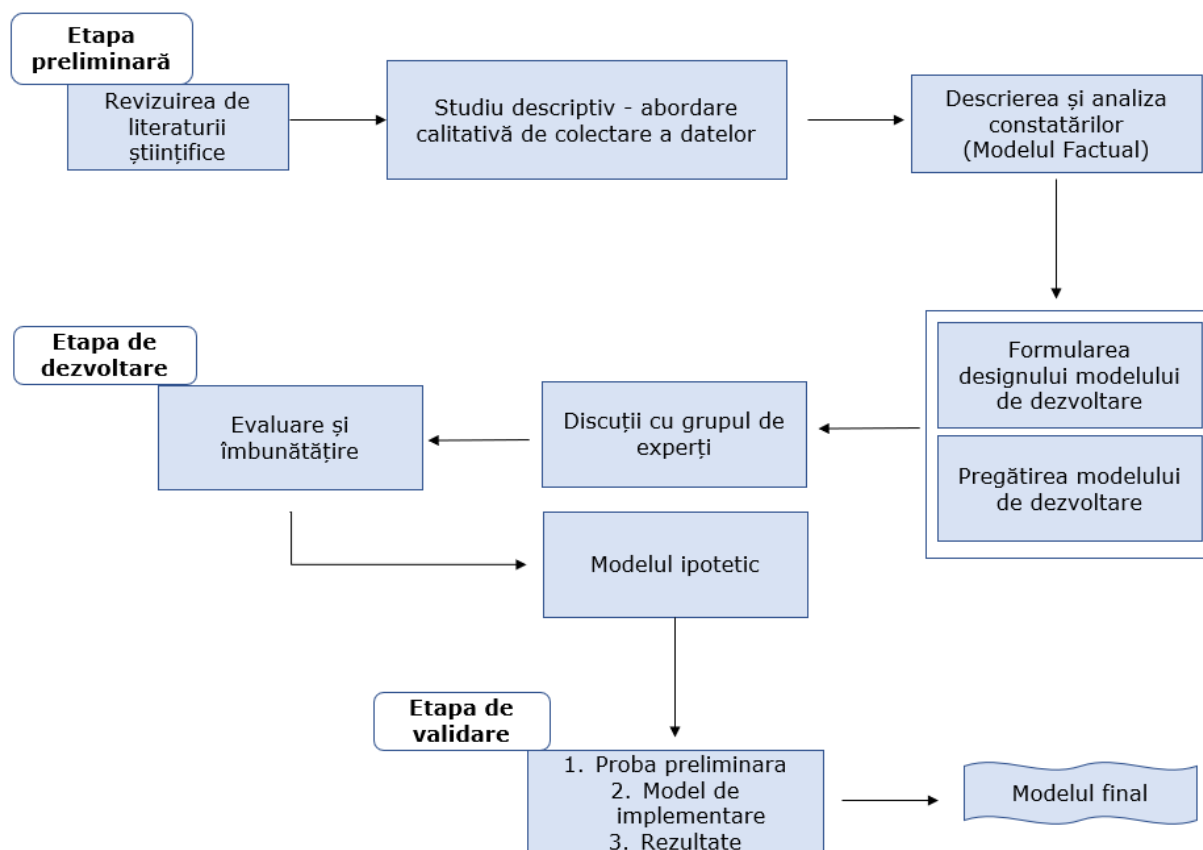 Etapa
preliminară
Revizuirea de
literaturii
științifice
Studiu descriptiv - abordare
calitativă de colectare a datelor
Descrierea și analiza
constatărilor
(Modelul Factual)
Formularea
designului modelului
de dezvoltare
Pregătirea modelului
de dezvoltare
Discuții cu grupul de
experți
Etapa de
dezvoltare
Evaluare și
îmbunătățire
Modelul ipotetic
Etapa de
validare
1. Proba preliminara
2. Model de
implementare
3. Rezultate
Modelul final